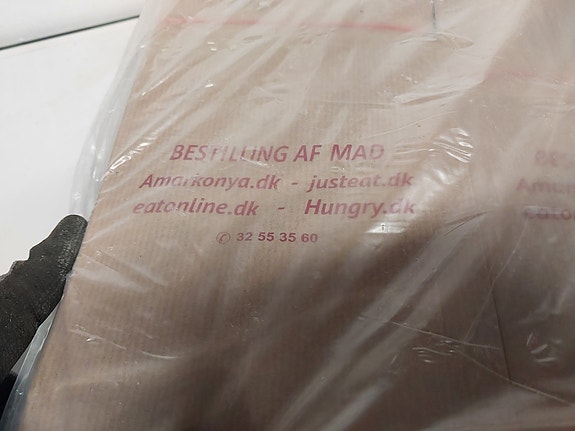 BESTILLING AF MAD
Amarkonya.dk - justeat.dk
eatonline.dk - Hungry.dk
✆ 32 55 35 60